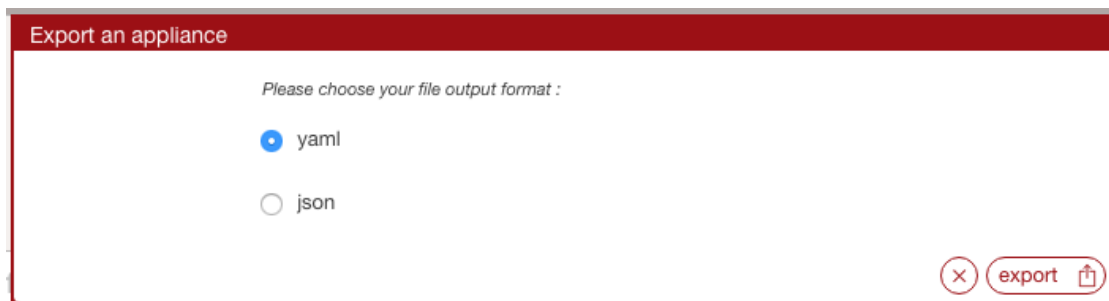 Export an appliance
Please choose your file output format :
yaml
json
export